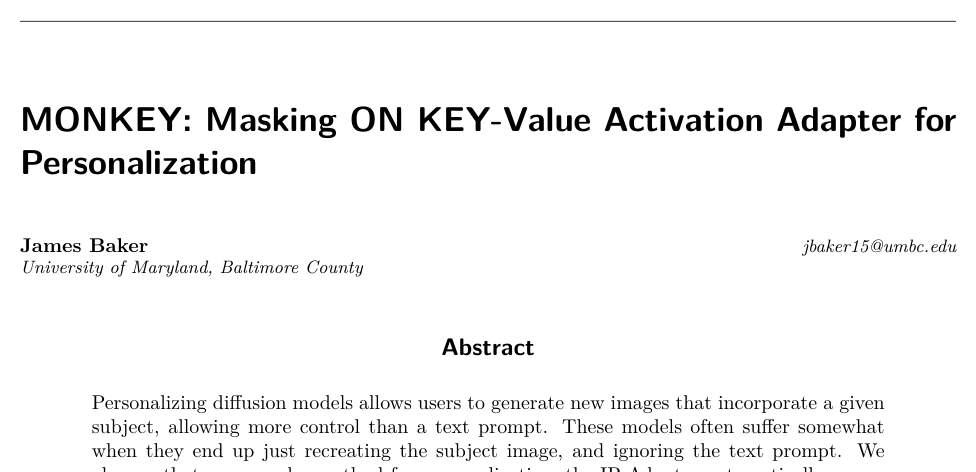 MONKEY: Masking ON KEY-Value Activation Adapter for
Personalization
James Baker
jbaker15@umbc.edu
University of Maryland, Baltimore County
Abstract
Personalizing diffusion models allows users to generate new images that incorporate a given
subject, allowing more control than a text prompt. These models often suffer somewhat
when they end up just recreating the subject image, and ignoring the text prompt. We